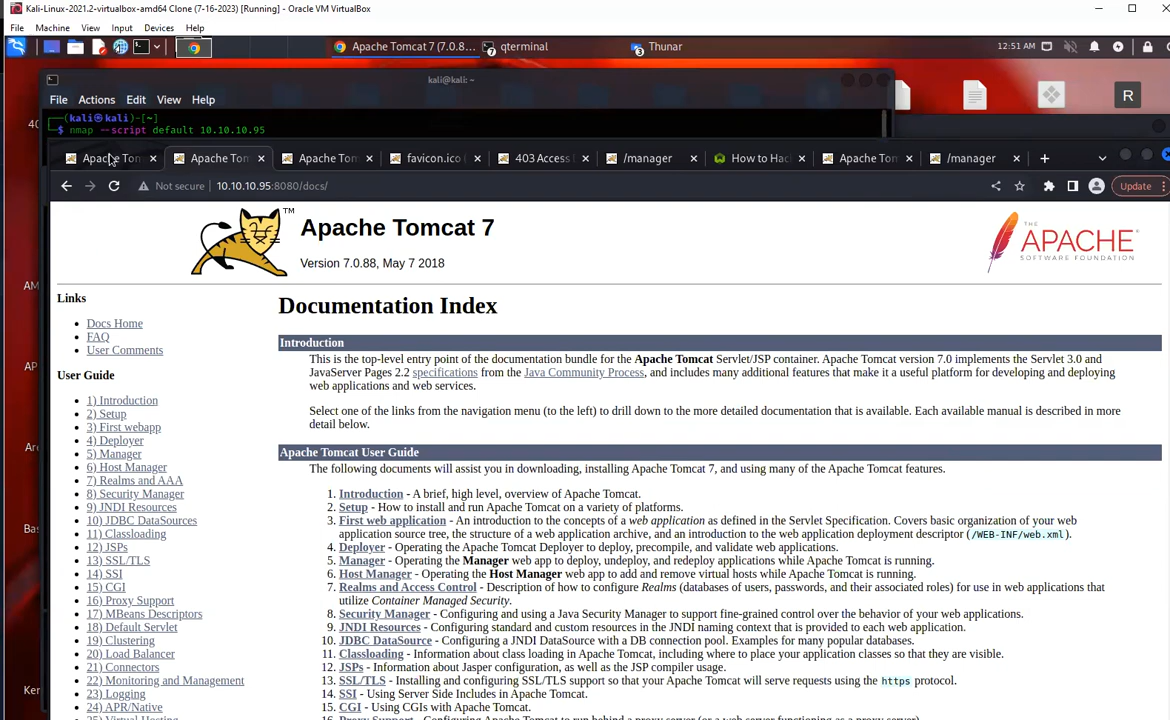 Kali-Linux-2021.2-virtualbox-amd64 Clone (7-16-2023) [Running] - Oracle VM VirtualBox
File Machine View Input Devices Help
Apache Tomcat 7 (7.0.8... qterminal Thunar 12:51 AM
kali@kali: ~
File Actions Edit View Help
R
(kali㉿kali)-[~]
nmap --script default 10.10.10.95
Apache Tom Apache Tom Apache Tom favicon.ico ( 403 Access /manager How to Hac Apache Tom /manager
Not secure 10.10.10.95:8080/docs/ Update
TM
Apache Tomcat 7
Version 7.0.88, May 7 2018
THE
APACHE
SOFTWARE FOUNDATION
Links
Docs Home
FAQ
User Comments
User Guide
1) Introduction
2) Setup
3) First webapp
4) Deployer
5) Manager
6) Host Manager
7) Realms and AAA
8) Security Manager
9) JNDI Resources
10) JDBC DataSources
11) Classloading
12) JSPs
13) SSL/TLS
14) SSI
15) CGI
16) Proxy Support
17) MBeans Descriptors
18) Default Servlet
19) Clustering
20) Load Balancer
21) Connectors
22) Monitoring and Management
23) Logging
24) APR/Native
25) Virtual Hosting
Documentation Index
Introduction
This is the top-level entry point of the documentation bundle for the Apache Tomcat Servlet/JSP container. Apache Tomcat version 7.0 implements the Servlet 3.0 and
JavaServer Pages 2.2 specifications from the Java Community Process, and includes many additional features that make it a useful platform for developing and deploying
web applications and web services.
Select one of the links from the navigation menu (to the left) to drill down to the more detailed documentation that is available. Each available manual is described in more
detail below.
Apache Tomcat User Guide
The following documents will assist you in downloading, installing Apache Tomcat 7, and using many of the Apache Tomcat features.
1. Introduction - A brief, high level, overview of Apache Tomcat.
2. Setup - How to install and run Apache Tomcat on a variety of platforms.
3. First web application - An introduction to the concepts of a web application as defined in the Servlet Specification. Covers basic organization of your web
application source tree, the structure of a web application archive, and an introduction to the web application deployment descriptor (/WEB-INF/web.xml).
4. Deployer - Operating the Apache Tomcat Deployer to deploy, precompile, and validate web applications.
5. Manager - Operating the Manager web app to deploy, undeploy, and redeploy applications while Apache Tomcat is running.
6. Host Manager - Operating the Host Manager web app to add and remove virtual hosts while Apache Tomcat is running.
7. Realms and Access Control - Description of how to configure Realms (databases of users, passwords, and their associated roles) for use in web applications that
utilize Container Managed Security.
8. Security Manager - Configuring and using a Java Security Manager to support fine-grained control over the behavior of your web applications.
9. JNDI Resources - Configuring standard and custom resources in the JNDI naming context that is provided to each web application.
10. JDBC DataSource - Configuring a JNDI DataSource with a DB connection pool. Examples for many popular databases.
11. Classloading - Information about class loading in Apache Tomcat, including where to place your application classes so that they are visible.
12. JSPs - Information about Jasper configuration, as well as the JSP compiler usage.
13. SSL/TLS - Installing and configuring SSL/TLS support so that your Apache Tomcat will serve requests using the https protocol.
14. SSI - Using Server Side Includes in Apache Tomcat.
15. CGI - Using CGIs with Apache Tomcat.